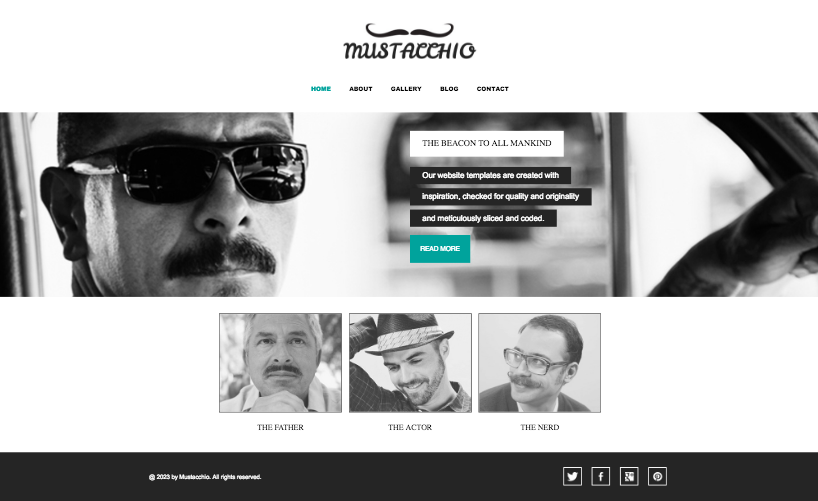 MUSTACCHIO
HOME ABOUT GALLERY BLOG CONTACT
THE BEACON TO ALL MANKIND
Our website templates are created with
inspiration, checked for quality and originality
and meticulously sliced and coded.
READ MORE
THE FATHER THE ACTOR THE NERD
@ 2023 by Mustacchio. All rights reserved.